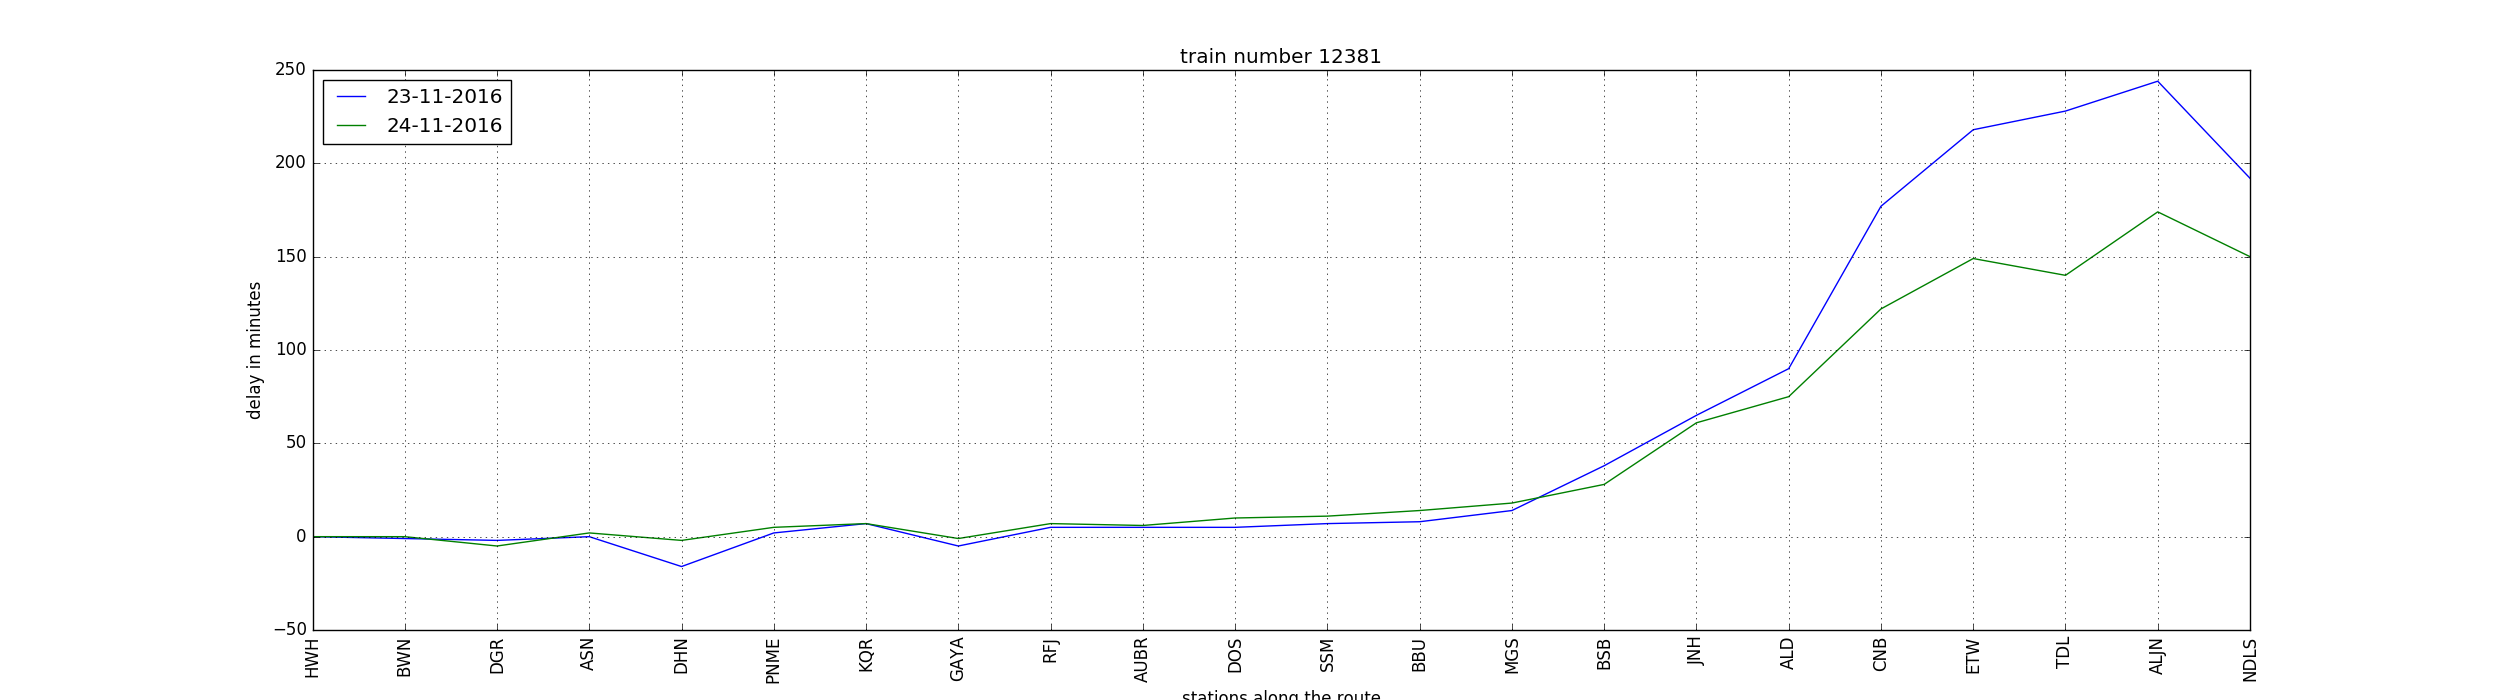 train number 12381
23-11-2016
24-11-2016
250
200
150
100
50
0
−50
delay in minutes
HWH
BWN
DGR
ASN
DHN
PNME
KQR
GAYA
RFJ
AUBR
DOS
SSM
BBU
MGS
BSB
JNH
ALD
CNB
ETW
TDL
ALJN
NDLS
stations along the route